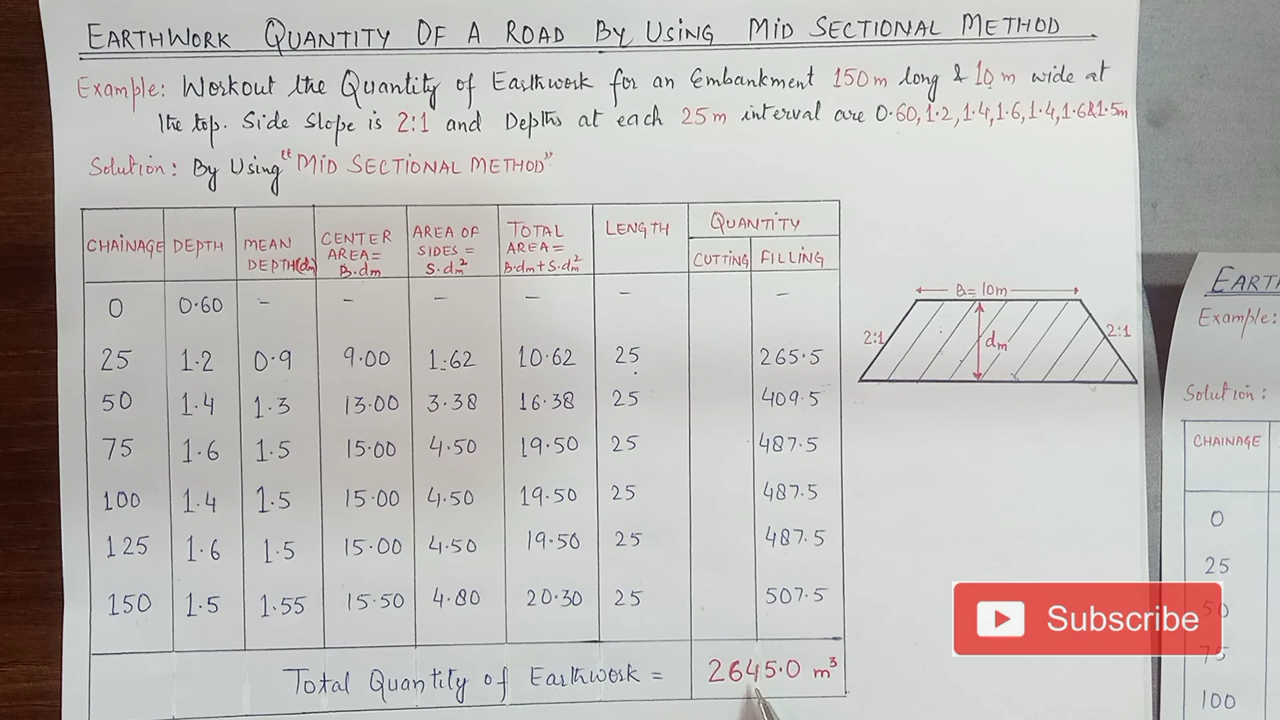 EARTHWORK QUANTITY OF A ROAD BY USING MID SECTIONAL METHOD
Example: Workout the Quantity of Earthwork for an Embankment 150m long & 10 m wide at
the top. Side Slope is 2:1 and Depths at each 25m interval are 0.60, 1.2, 1.4, 1.6, 1.4, 1.6 & 1.5m
Solution: By Using "MID SECTIONAL METHOD"
CHAINAGE DEPTH MEAN DEPTH(dm) CENTER AREA= B.dm AREA OF SIDES = S.dm² TOTAL AREA= B.dm+S.dm² LENGTH QUANTITY
CUTTING FILLING
0 0.60 - - - - - -
25 1.2 0.9 9.00 1.62 10.62 25 265.5
50 1.4 1.3 13.00 3.38 16.38 25 409.5
75 1.6 1.5 15.00 4.50 19.50 25 487.5
100 1.4 1.5 15.00 4.50 19.50 25 487.5
125 1.6 1.5 15.00 4.50 19.50 25 487.5
150 1.5 1.55 15.50 4.80 20.30 25 507.5
Total Quantity of Earthwork = 2645.0 m³
B=10m
2:1 dm 2:1
Example:
Solution:
CHAINAGE
0
25
50
75
100
Subscribe